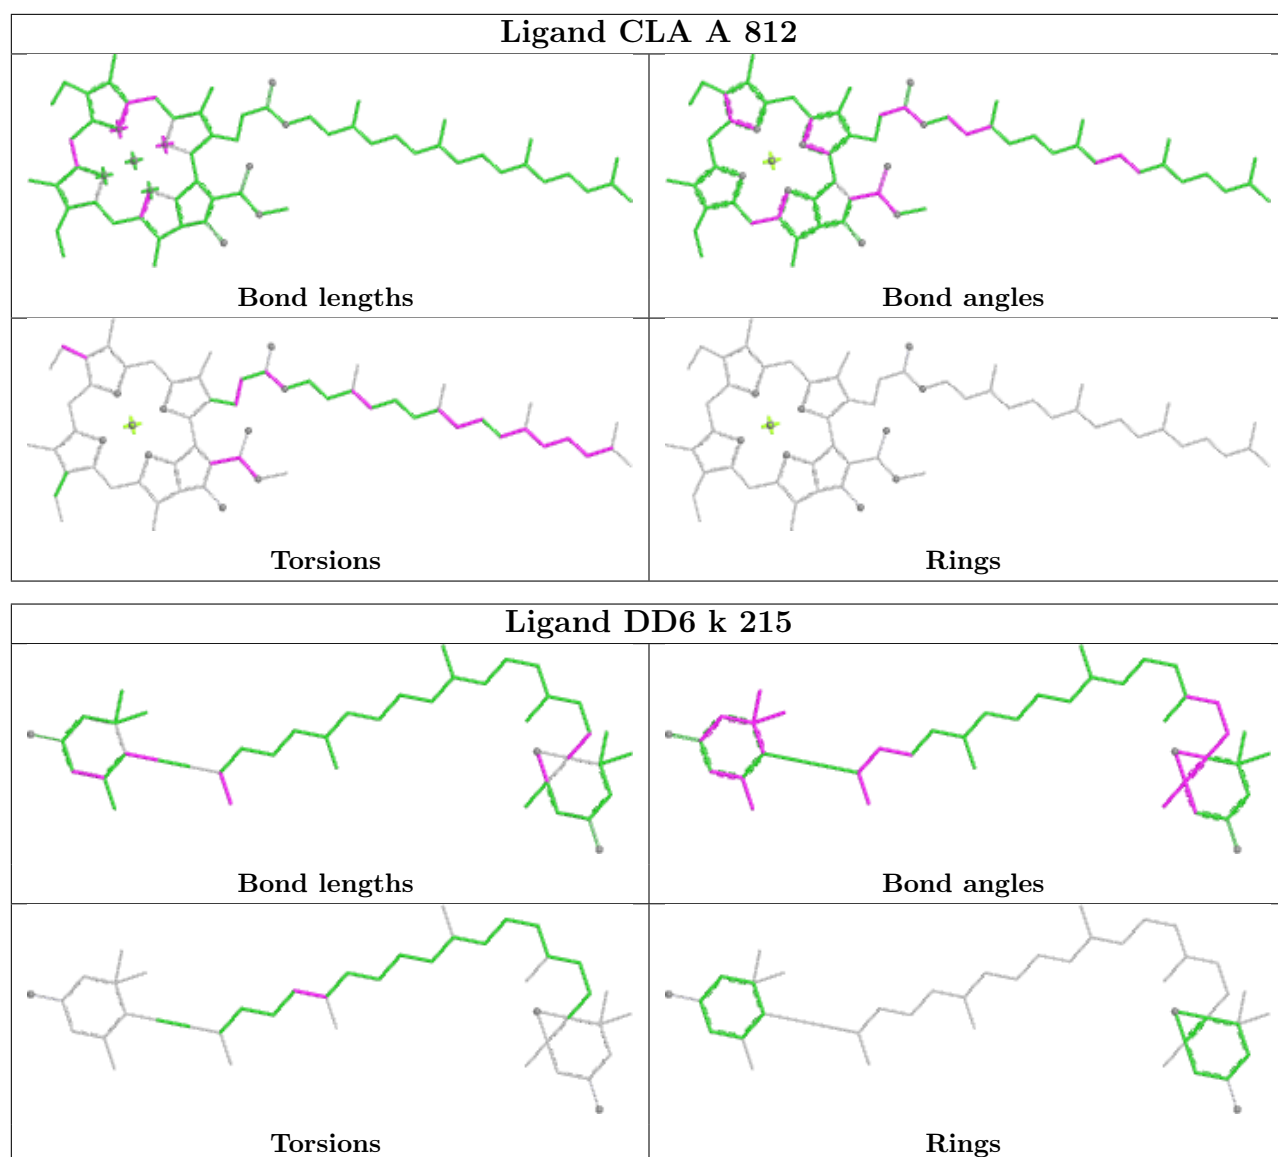 Ligand CLA A 812
Bond lengths
Bond angles
Torsions
Rings
Ligand DD6 k 215
Bond lengths
Bond angles
Torsions
Rings